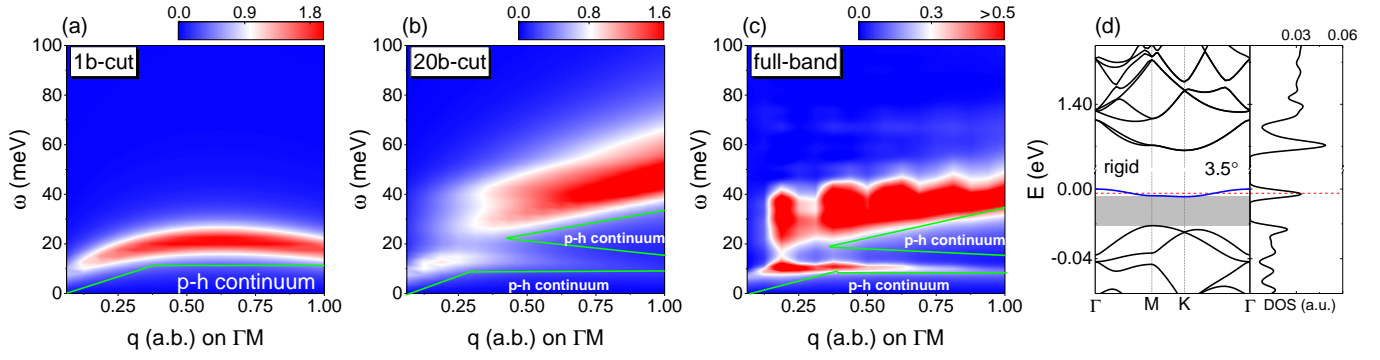 (a)
0.0 0.9 1.8
1b-cut
100
80
60
40
20
0
ω (meV)
p-h continuum
0.25 0.50 0.75 1.00
q (a.b.) on ΓM
(b)
0.0 0.8 1.6
20b-cut
100
80
60
40
20
0
ω (meV)
p-h continuum
p-h continuum
0.25 0.50 0.75 1.00
q (a.b.) on ΓM
(c)
0.0 0.3 >0.5
full-band
100
80
60
40
20
0
ω (meV)
p-h continuum
p-h continuum
0.25 0.50 0.75 1.00
q (a.b.) on ΓM
(d)
0.03 0.06
1.40
0.00
-0.04
E (eV)
rigid 3.5°
Γ M K Γ
DOS (a.u.)